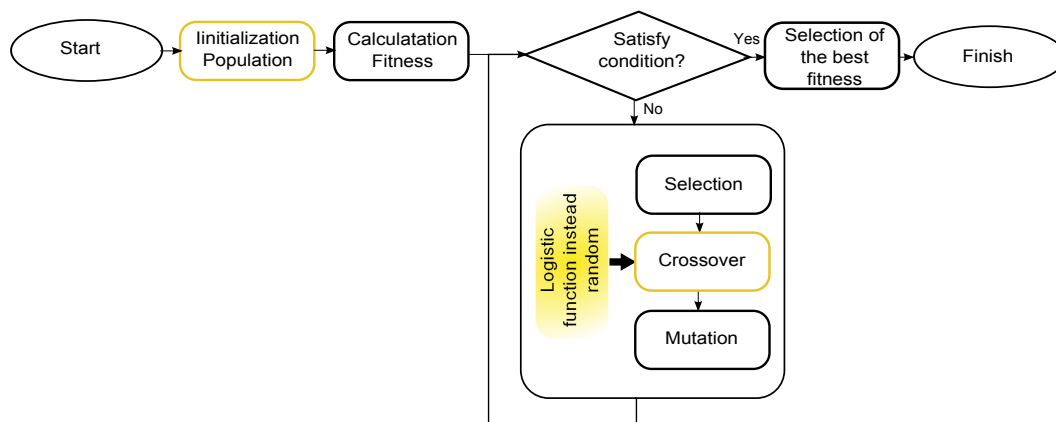 Start
Iinitialization
Population
Calculatation
Fitness
Satisfy
condition?
Yes
Selection of
the best
fitness
Finish
No
Logistic
function instead
random
Selection
Crossover
Mutation